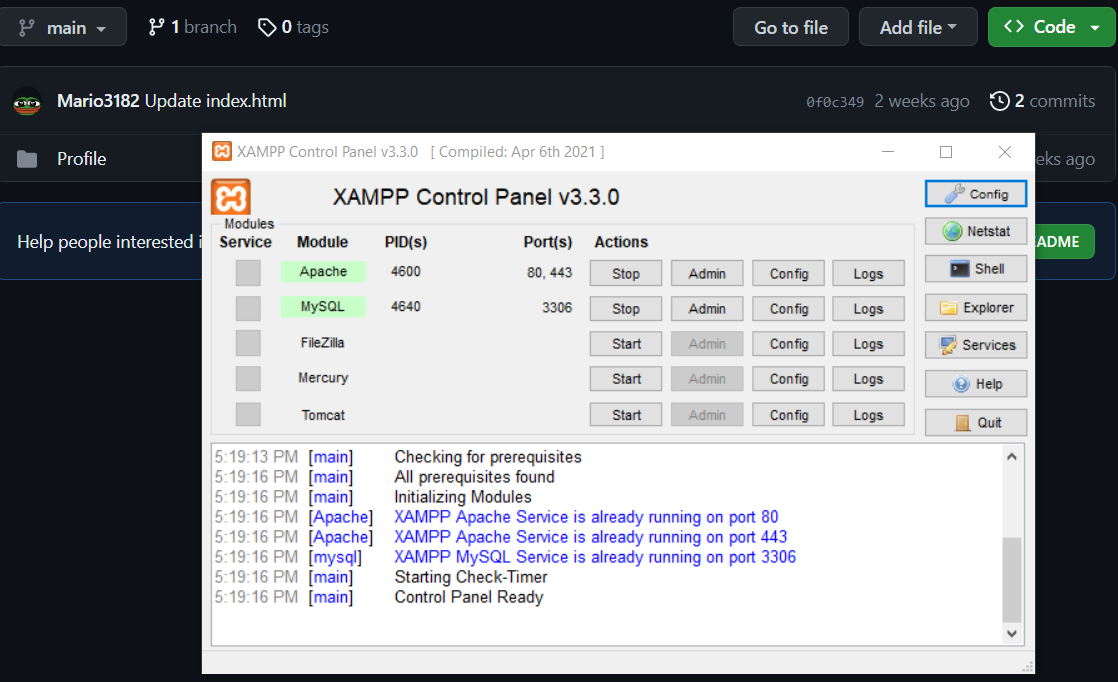 main 1 branch 0 tags Go to file Add file Code
Mario3182 Update index.html 0f0c349 2 weeks ago 2 commits
XAMPP Control Panel v3.3.0 [ Compiled: Apr 6th 2021 ]
Profile
ago
XAMPP Control Panel v3.3.0
Config
Modules
Service Module PID(s) Port(s) Actions
Netstat
Help people interested
Apache 4600 80, 443 Stop Admin Config Logs
Shell
MySQL 4640 3306 Stop Admin Config Logs
Explorer
FileZilla Start Admin Config Logs
Services
Mercury Start Admin Config Logs
Help
Tomcat Start Admin Config Logs
Quit
5:19:13 PM [main] Checking for prerequisites
5:19:16 PM [main] All prerequisites found
5:19:16 PM [main] Initializing Modules
5:19:16 PM [Apache] XAMPP Apache Service is already running on port 80
5:19:16 PM [Apache] XAMPP Apache Service is already running on port 443
5:19:16 PM [mysql] XAMPP MySQL Service is already running on port 3306
5:19:16 PM [main] Starting Check-Timer
5:19:16 PM [main] Control Panel Ready